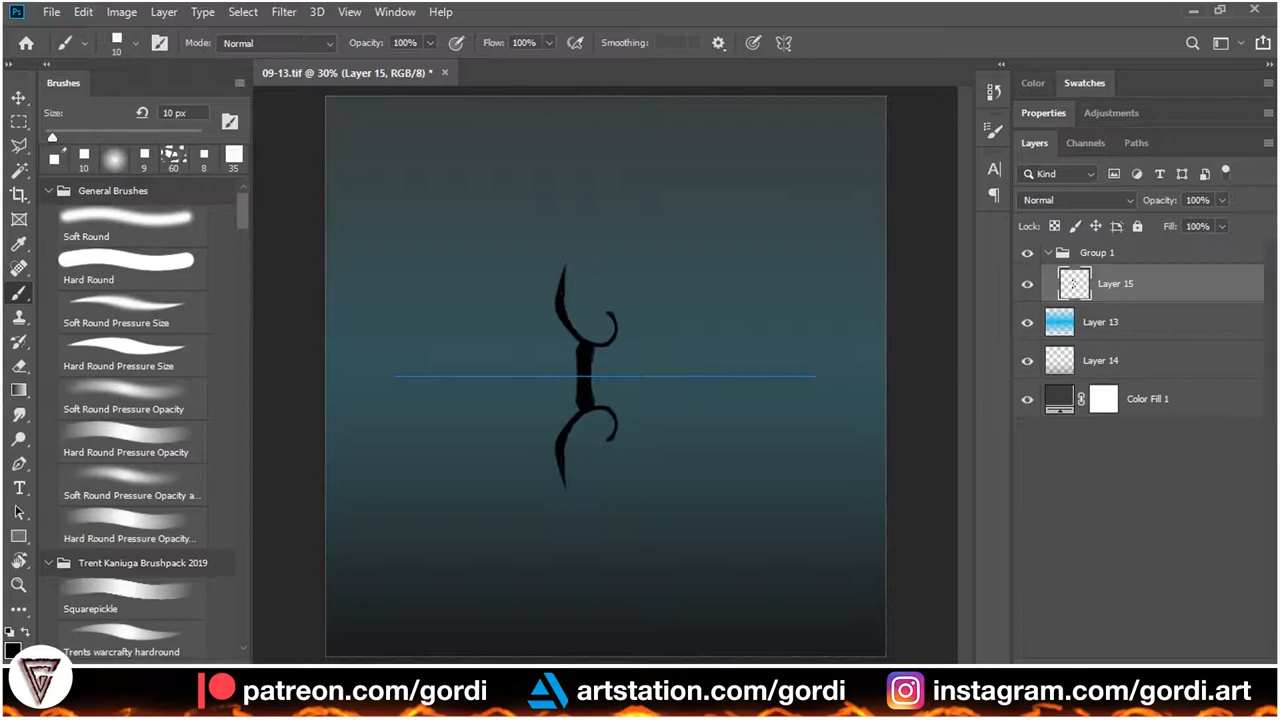 Ps File Edit Image Layer Type Select Filter 3D View Window Help
10 Mode: Normal Opacity: 100% Flow: 100% Smoothing:
09-13.tif @ 30% (Layer 15, RGB/8) *
Brushes
Size: 10 px
10 9 60 8 35
General Brushes
Soft Round
Hard Round
Soft Round Pressure Size
Hard Round Pressure Size
Soft Round Pressure Opacity
Hard Round Pressure Opacity
Soft Round Pressure Opacity a...
Hard Round Pressure Opacity...
Trent Kaniuga Brushpack 2019
Squarepickle
Trents warcrafty hardround
Color Swatches
Properties Adjustments
Layers Channels Paths
Kind
Normal Opacity: 100%
Lock: Fill: 100%
Group 1
Layer 15
Layer 13
Layer 14
Color Fill 1
patreon.com/gordi artstation.com/gordi instagram.com/gordi.art